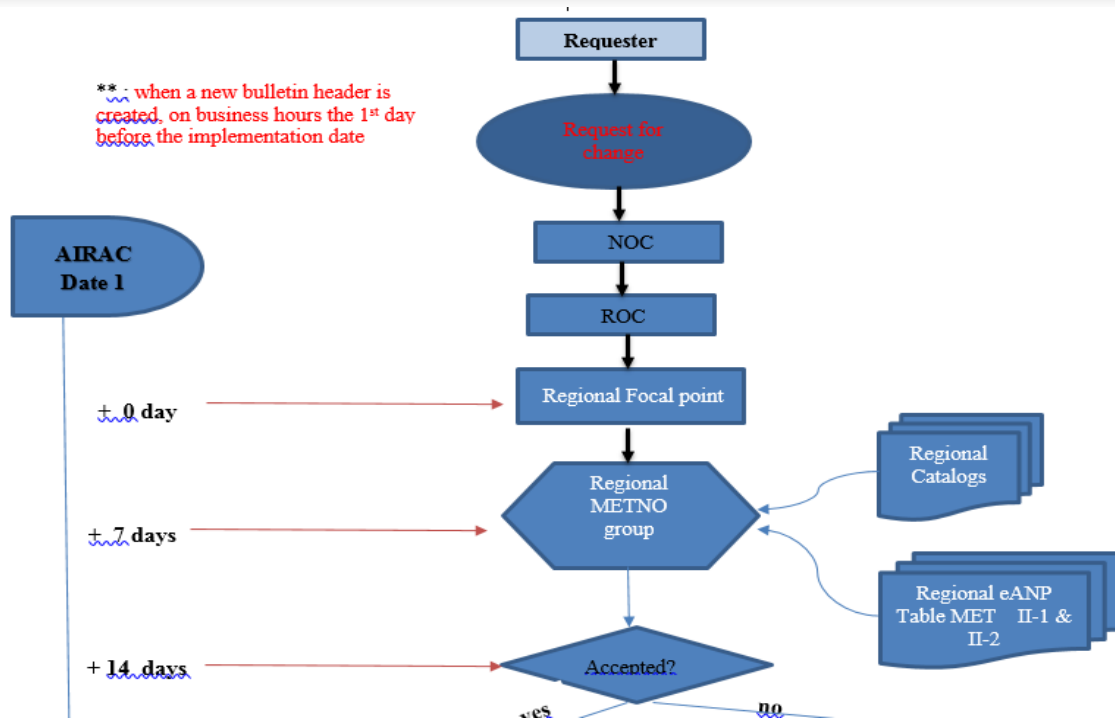 Requester
** : when a new bulletin header is
created, on business hours the 1st day
before the implementation date
Request for
change
NOC
AIRAC
Date 1
ROC
+ 0 day
Regional Focal point
Regional
METNO
group
Regional
Catalogs
+ 7 days
Regional eANP
Table MET II-1 &
II-2
+ 14 days
Accepted?
yes
no